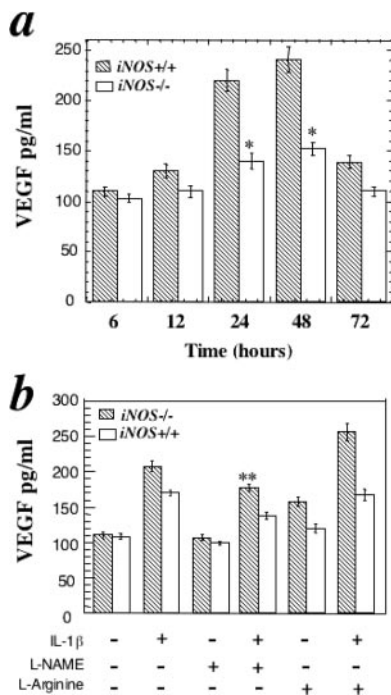 a
250
200
150
100
50
0
VEGF pg/ml
iNOS+/+
iNOS-/-
*
*
6 12 24 48 72
Time (hours)
b
300
250
200
150
100
50
0
VEGF pg/ml
iNOS-/-
iNOS+/+
**
IL-1β - + - + - +
L-NAME - - + + - -
L-Arginine - - - - + +